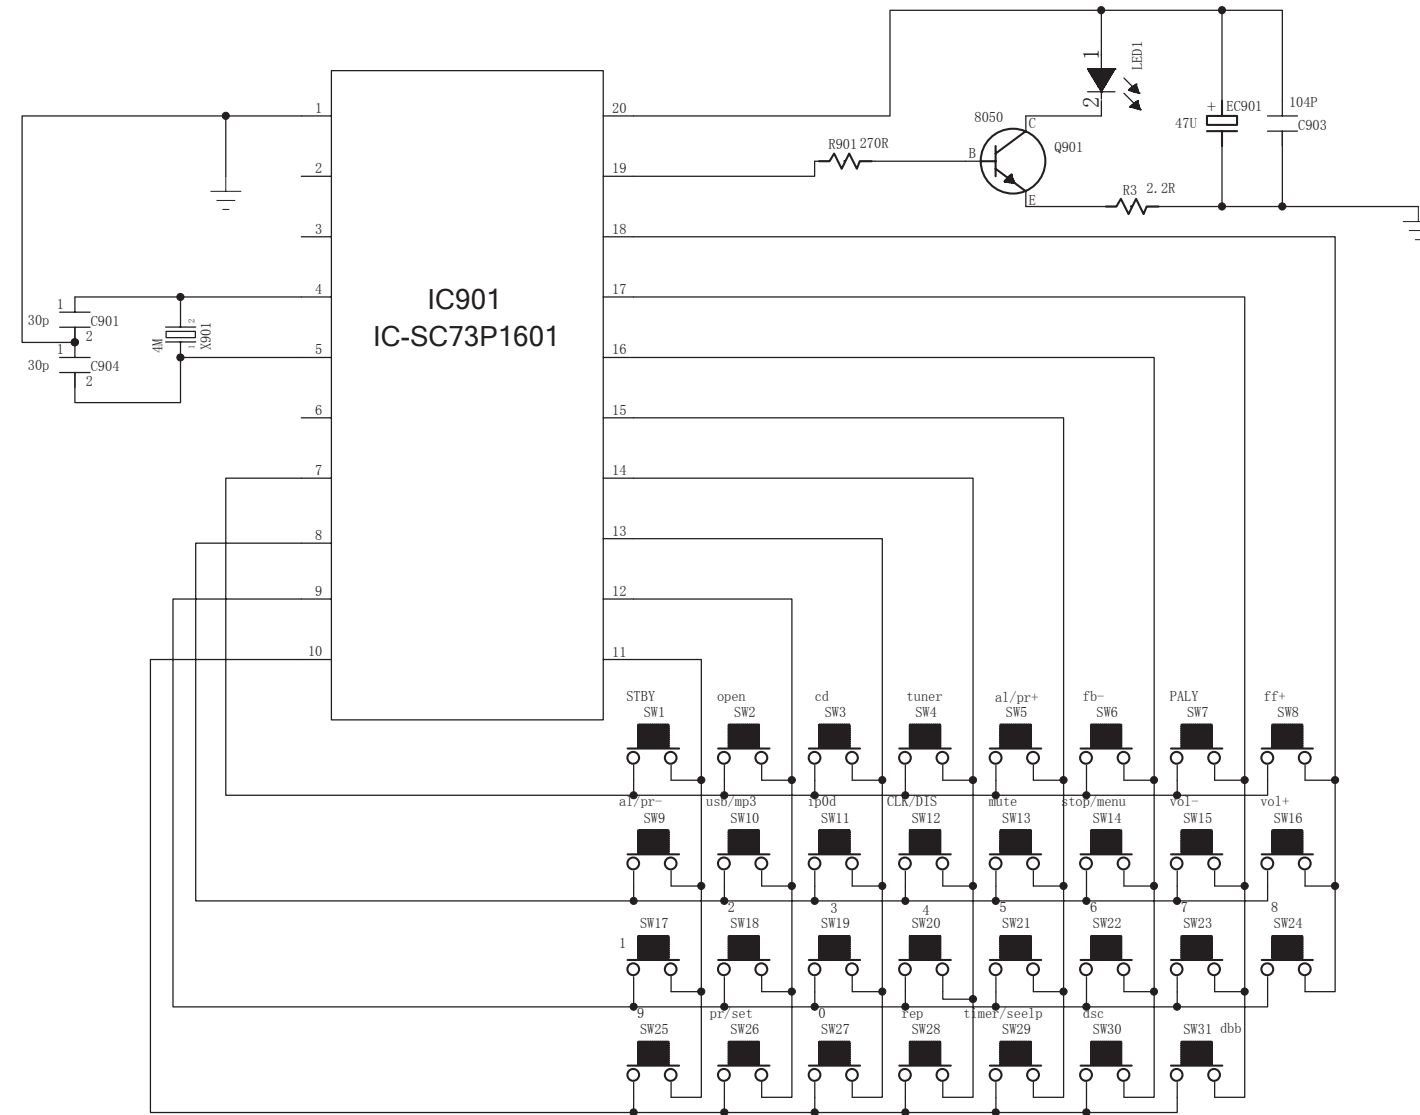 1
LED1
2
+ EC901
47U
104P
C903
8050
C
B
Q901
E
R901 270R
R3 2.2R
1
2
3
4
5
6
7
8
9
10
20
19
18
17
16
15
14
13
12
11
IC901
IC-SC73P1601
1
30p
C901
2
1
30p
C904
2
4M
2
1
X901
STBY
SW1
open
SW2
cd
SW3
tuner
SW4
al/pr+
SW5
fb-
SW6
PALY
SW7
ff+
SW8
al/pr-
SW9
usb/mp3
SW10
ip0d
SW11
CLK/DIS
SW12
mute
SW13
stop/menu
SW14
vol-
SW15
vol+
SW16
1
SW17
2
SW18
3
SW19
4
SW20
5
SW21
6
SW22
7
SW23
8
SW24
9
SW25
pr/set
SW26
0
SW27
rep
SW28
timer/seelp
SW29
dsc
SW30
SW31 dbb